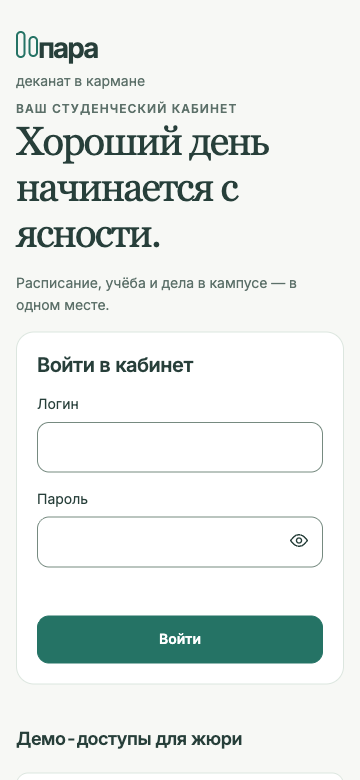 пара
деканат в кармане
ВАШ СТУДЕНЧЕСКИЙ КАБИНЕТ
Хороший день
начинается с
ясности.
Расписание, учёба и дела в кампусе — в
одном месте.
Войти в кабинет
Логин
Пароль
Войти
Демо-доступы для жюри